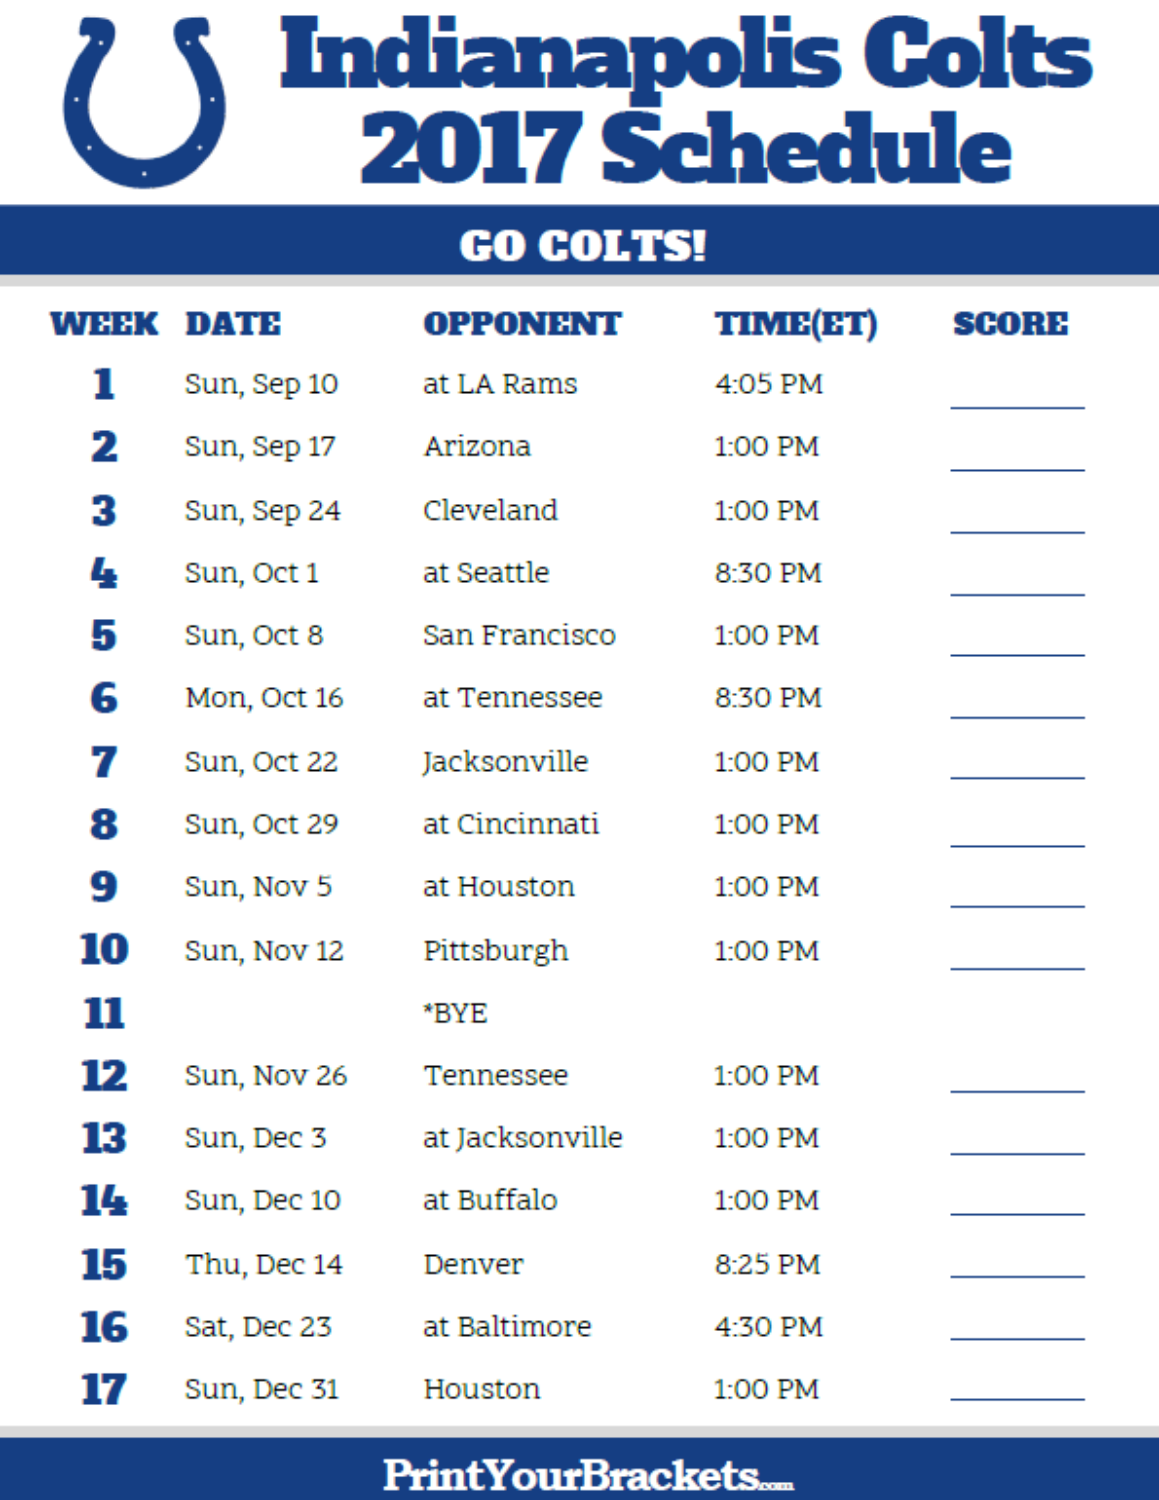 Indianapolis Colts
2017 Schedule
GO COLTS!
WEEK DATE OPPONENT TIME(ET) SCORE
1 Sun, Sep 10 at LA Rams 4:05 PM
2 Sun, Sep 17 Arizona 1:00 PM
3 Sun, Sep 24 Cleveland 1:00 PM
4 Sun, Oct 1 at Seattle 8:30 PM
5 Sun, Oct 8 San Francisco 1:00 PM
6 Mon, Oct 16 at Tennessee 8:30 PM
7 Sun, Oct 22 Jacksonville 1:00 PM
8 Sun, Oct 29 at Cincinnati 1:00 PM
9 Sun, Nov 5 at Houston 1:00 PM
10 Sun, Nov 12 Pittsburgh 1:00 PM
11 *BYE
12 Sun, Nov 26 Tennessee 1:00 PM
13 Sun, Dec 3 at Jacksonville 1:00 PM
14 Sun, Dec 10 at Buffalo 1:00 PM
15 Thu, Dec 14 Denver 8:25 PM
16 Sat, Dec 23 at Baltimore 4:30 PM
17 Sun, Dec 31 Houston 1:00 PM
PrintYourBrackets.com